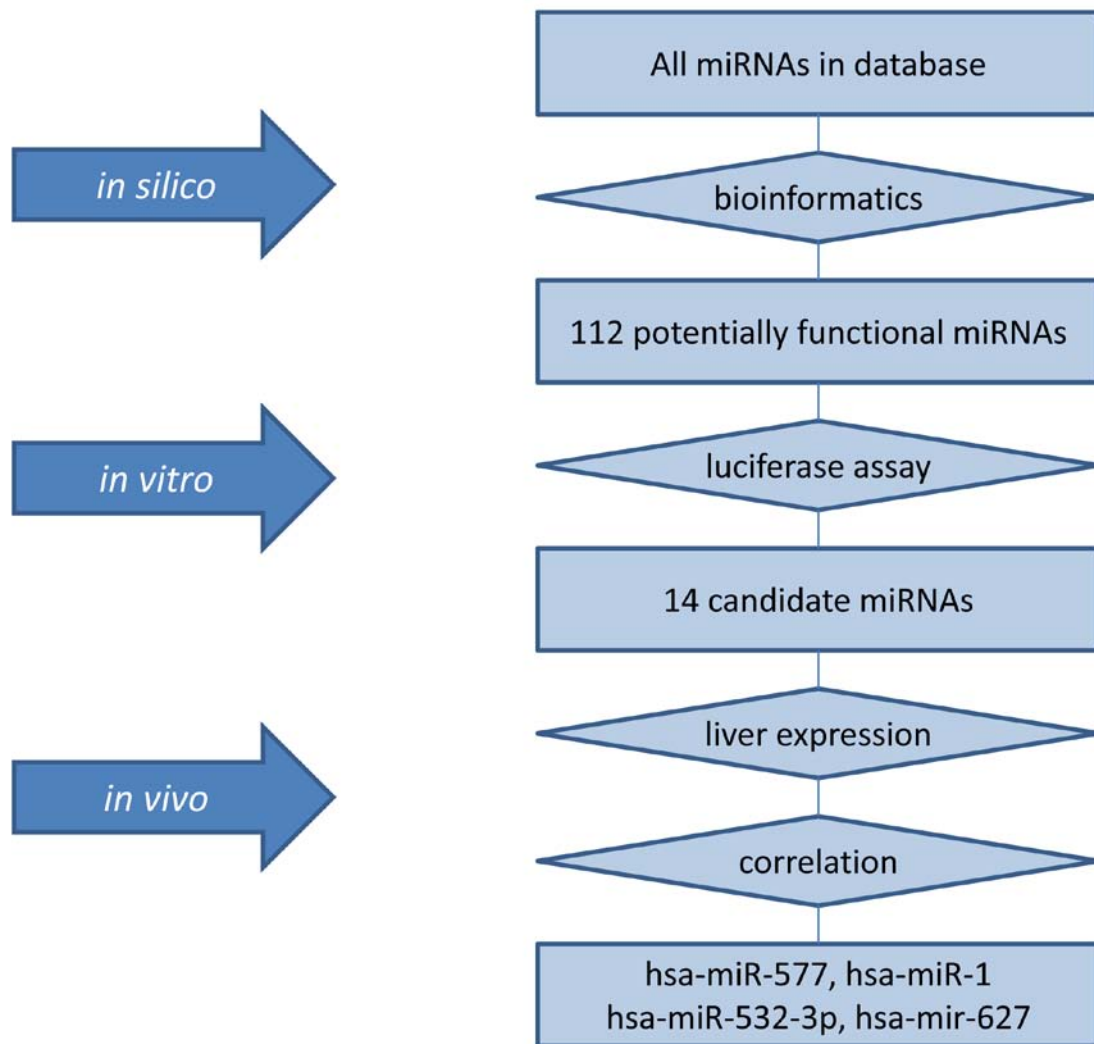 All miRNAs in database
in silico
bioinformatics
112 potentially functional miRNAs
in vitro
luciferase assay
14 candidate miRNAs
liver expression
in vivo
correlation
hsa-miR-577, hsa-miR-1
hsa-miR-532-3p, hsa-mir-627